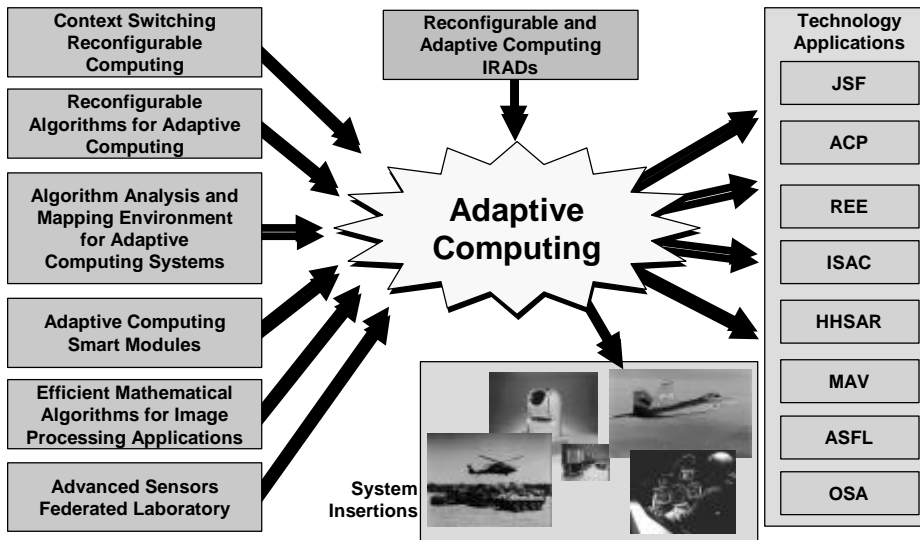 Context Switching
Reconfigurable
Computing
Reconfigurable
Algorithms for Adaptive
Computing
Algorithm Analysis and
Mapping Environment
for Adaptive
Computing Systems
Adaptive Computing
Smart Modules
Efficient Mathematical
Algorithms for Image
Processing Applications
Advanced Sensors
Federated Laboratory
Reconfigurable and
Adaptive Computing
IRADs
Adaptive
Computing
System
Insertions
Technology
Applications
JSF
ACP
REE
ISAC
HHSAR
MAV
ASFL
OSA